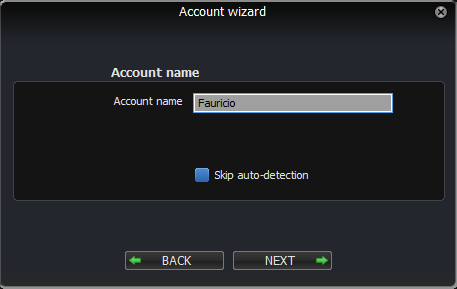 Account wizard
Account name
Account name Fauricio
Skip auto-detection
BACK NEXT